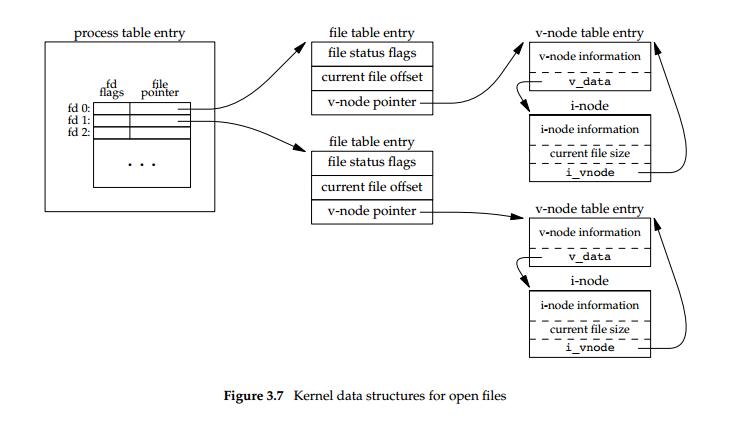 process table entry
fd
flags
file
pointer
fd 0:
fd 1:
fd 2:
. . .
file table entry
file status flags
current file offset
v-node pointer
file table entry
file status flags
current file offset
v-node pointer
v-node table entry
v-node information
v_data
i-node
i-node information
current file size
i_vnode
v-node table entry
v-node information
v_data
i-node
i-node information
current file size
i_vnode
Figure 3.7 Kernel data structures for open files